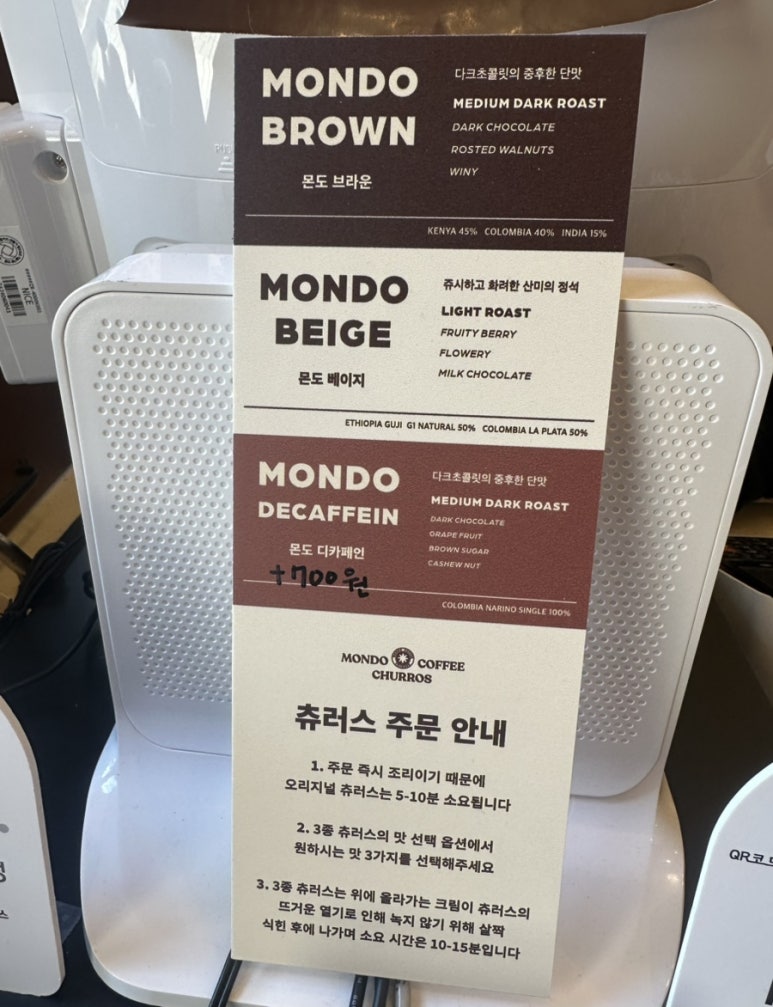 MONDO
BROWN
몬도 브라운
다크초콜릿의 중후한 단맛
MEDIUM DARK ROAST
DARK CHOCOLATE
ROSTED WALNUTS
WINY
KENYA 45% COLOMBIA 40% INDIA 15%
MONDO
BEIGE
몬도 베이지
쥬시하고 화려한 산미의 정석
LIGHT ROAST
FRUITY BERRY
FLOWERY
MILK CHOCOLATE
ETHIOPIA GUJI G1 NATURAL 50% COLOMBIA LA PLATA 50%
MONDO
DECAFFEIN
몬도 디카페인
+700원
다크초콜릿의 중후한 단맛
MEDIUM DARK ROAST
DARK CHOCOLATE
GRAPE FRUIT
BROWN SUGAR
CASHEW NUT
COLOMBIA NARINO SINGLE 100%
MONDO COFFEE
CHURROS
츄러스 주문 안내
1. 주문 즉시 조리이기 때문에
오리지널 츄러스는 5-10분 소요됩니다
2. 3종 츄러스의 맛 선택 옵션에서
원하시는 맛 3가지를 선택해주세요
3. 3종 츄러스는 위에 올라가는 크림이 츄러스의
뜨거운 열기로 인해 녹지 않기 위해 살짝
식힌 후에 나가며 소요 시간은 10-15분입니다
NICE
QR코드